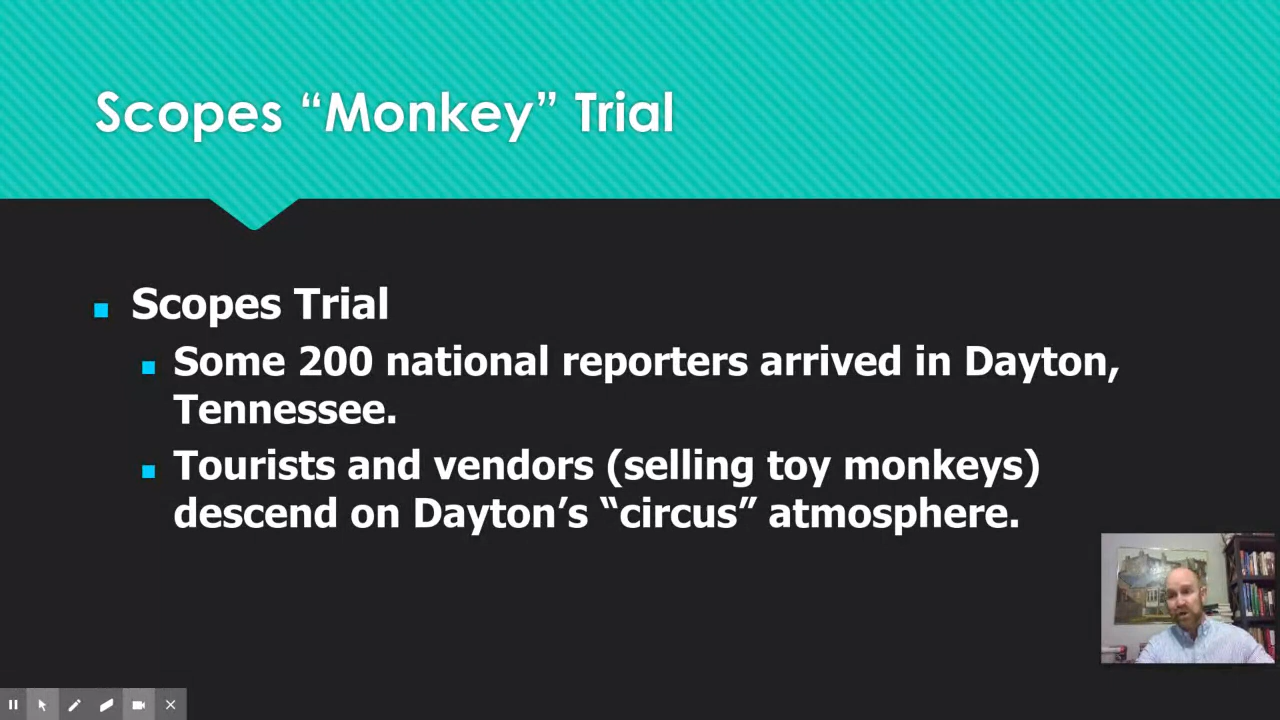 Scopes “Monkey” Trial
Scopes Trial
Some 200 national reporters arrived in Dayton,
Tennessee.
Tourists and vendors (selling toy monkeys)
descend on Dayton’s “circus” atmosphere.